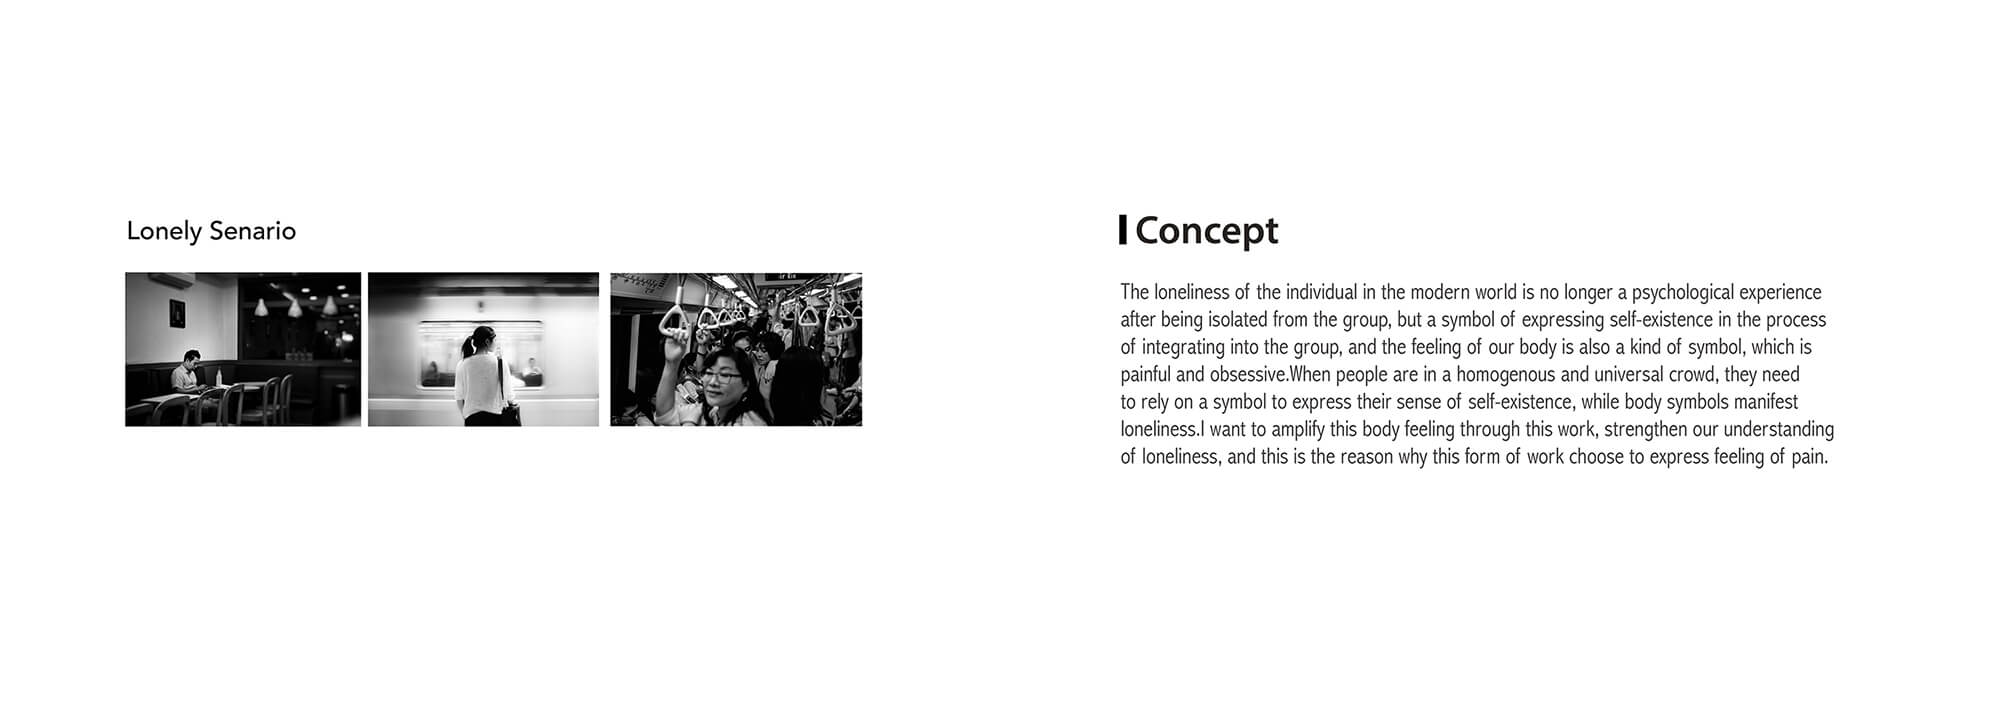 Lonely Senario
Concept
The loneliness of the individual in the modern world is no longer a psychological experience
after being isolated from the group, but a symbol of expressing self-existence in the process
of integrating into the group, and the feeling of our body is also a kind of symbol, which is
painful and obsessive.When people are in a homogenous and universal crowd, they need
to rely on a symbol to express their sense of self-existence, while body symbols manifest
loneliness.I want to amplify this body feeling through this work, strengthen our understanding
of loneliness, and this is the reason why this form of work choose to express feeling of pain.